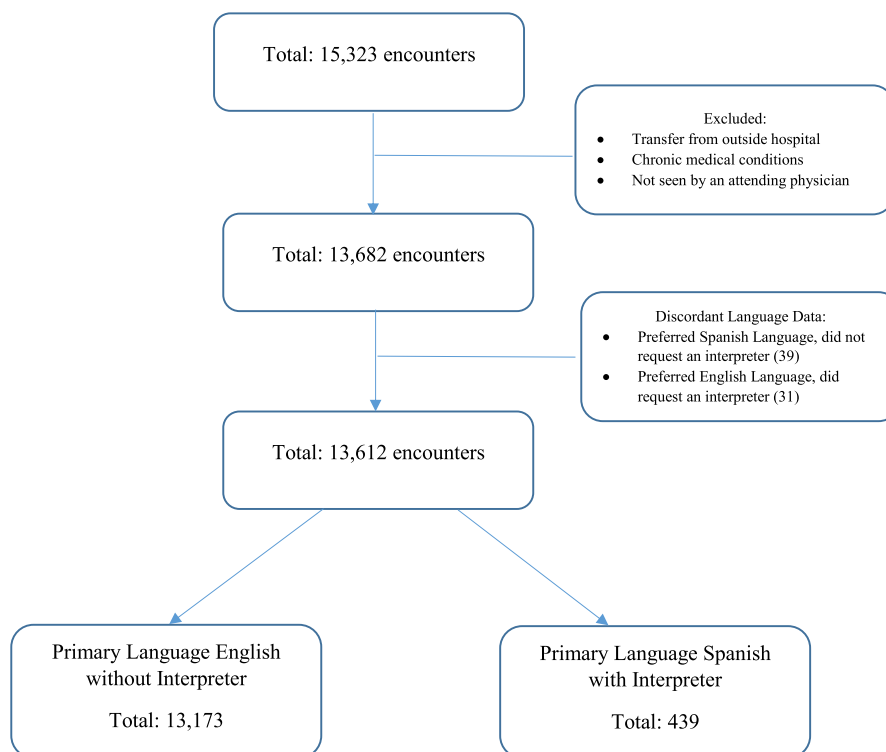 Total: 15,323 encounters
Excluded:
● Transfer from outside hospital
● Chronic medical conditions
● Not seen by an attending physician
Total: 13,682 encounters
Discordant Language Data:
● Preferred Spanish Language, did not
request an interpreter (39)
● Preferred English Language, did
request an interpreter (31)
Total: 13,612 encounters
Primary Language English
without Interpreter
Total: 13,173
Primary Language Spanish
with Interpreter
Total: 439